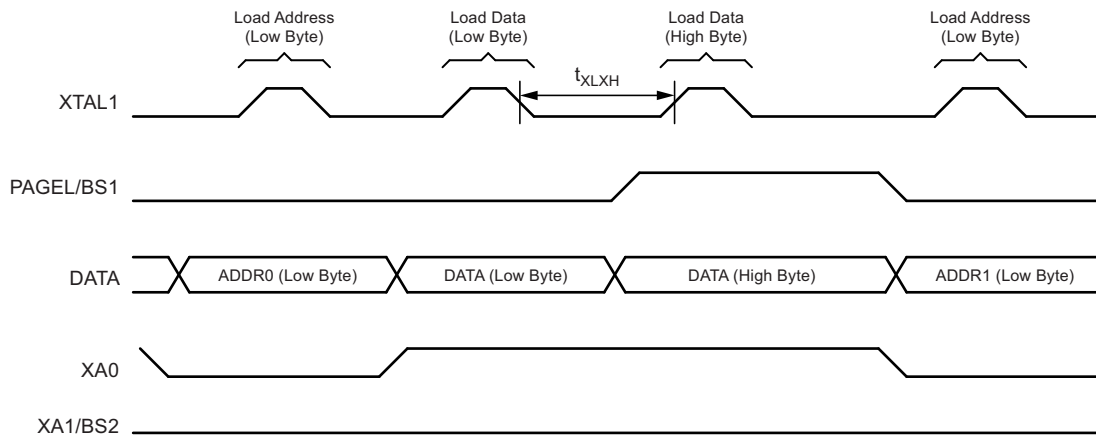 Load Address
(Low Byte)
Load Data
(Low Byte)
Load Data
(High Byte)
Load Address
(Low Byte)
tXLXH
XTAL1
PAGEL/BS1
DATA
ADDR0 (Low Byte)
DATA (Low Byte)
DATA (High Byte)
ADDR1 (Low Byte)
XA0
XA1/BS2